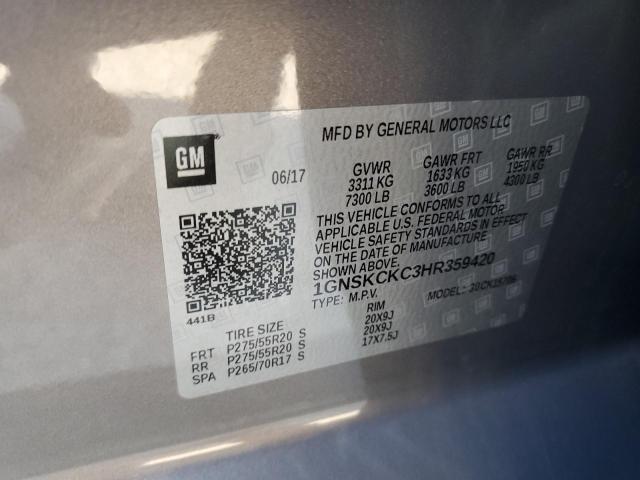 GM
MFD BY GENERAL MOTORS LLC
06/17
GVWR GAWR FRT GAWR RR
3311 KG 1633 KG 1950 KG
7300 LB 3600 LB 4300 LB
THIS VEHICLE CONFORMS TO ALL
APPLICABLE U.S. FEDERAL MOTOR
VEHICLE SAFETY STANDARDS IN EFFECT
ON THE DATE OF MANUFACTURE
1GNSKCKC3HR359420
TYPE: M.P.V. MODEL:
441B
TIRE SIZE RIM
FRT P275/55R20 S 20X9J
RR P275/55R20 S 20X9J
SPA P265/70R17 S 17X7.5J